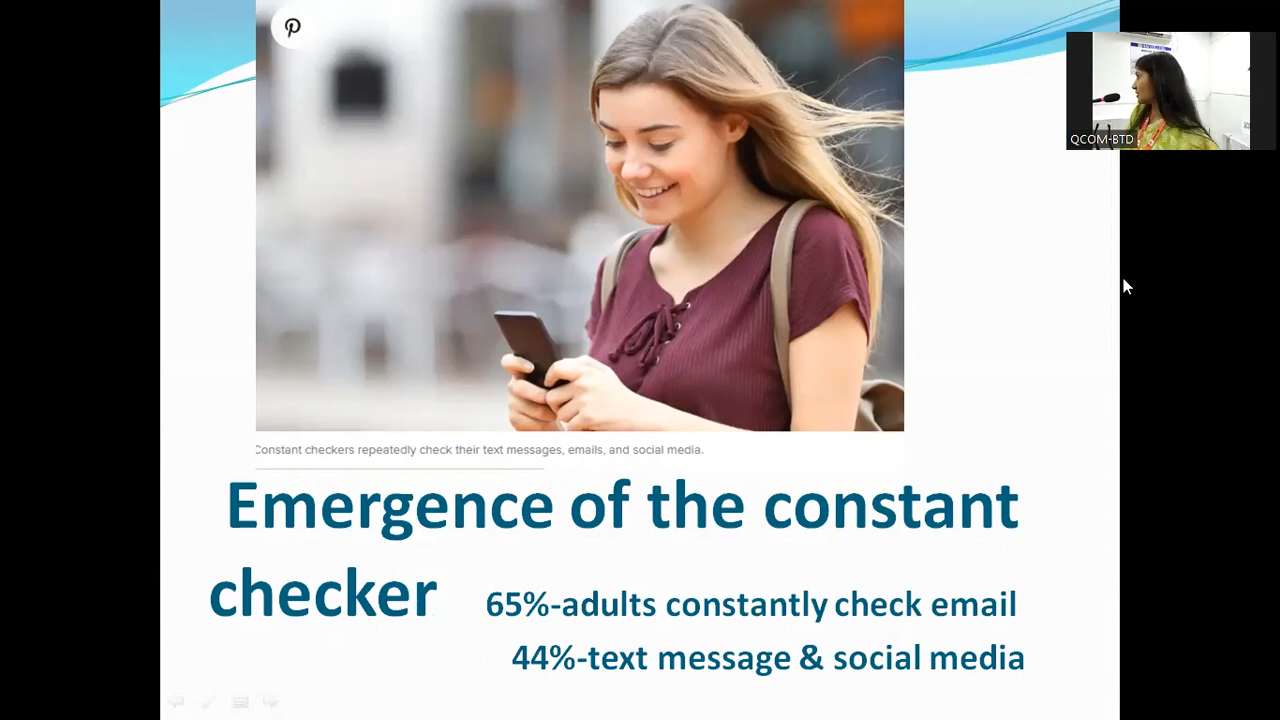 QCOM-BTD
Constant checkers repeatedly check their text messages, emails, and social media.
Emergence of the constant
checker 65%-adults constantly check email
44%-text message & social media